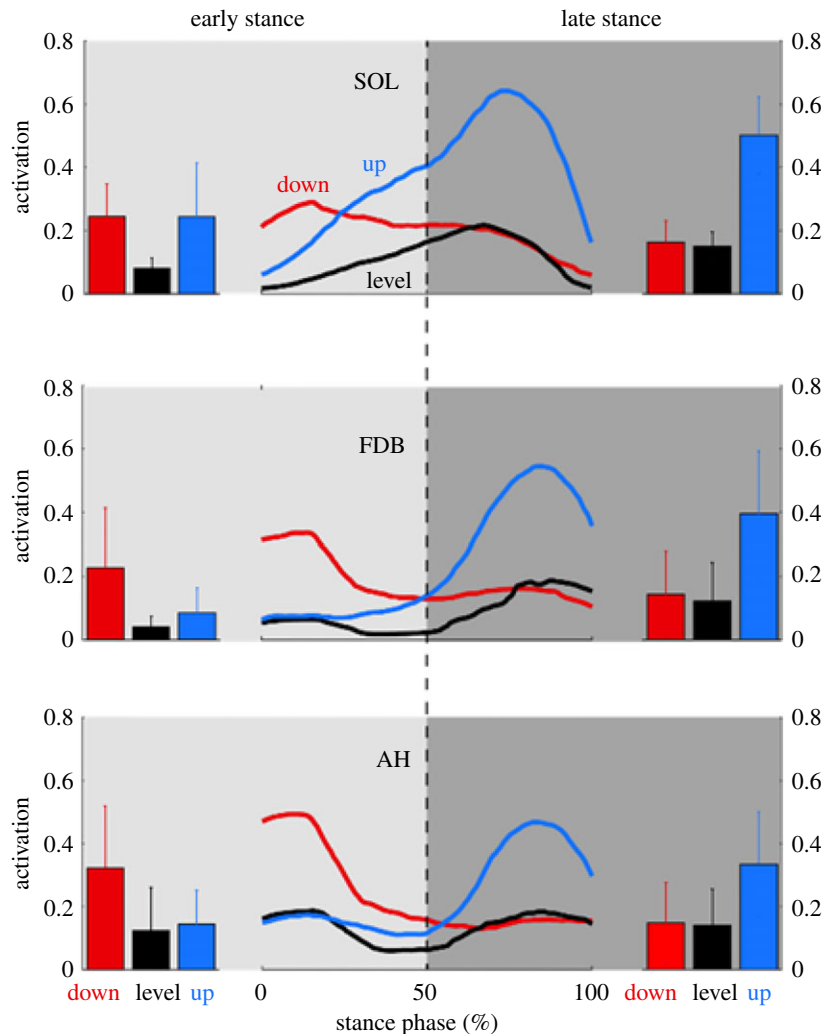 early stance late stance
0.8 0.8
SOL
0.6 0.6
up
activation
0.4 0.4
down
0.2 0.2
level
0 0
0.8 0.8
FDB
0.6 0.6
activation
0.4 0.4
0.2 0.2
0 0
0.8 0.8
AH
0.6 0.6
activation
0.4 0.4
0.2 0.2
0 0
down level up 0 50 100 down level up
stance phase (%)